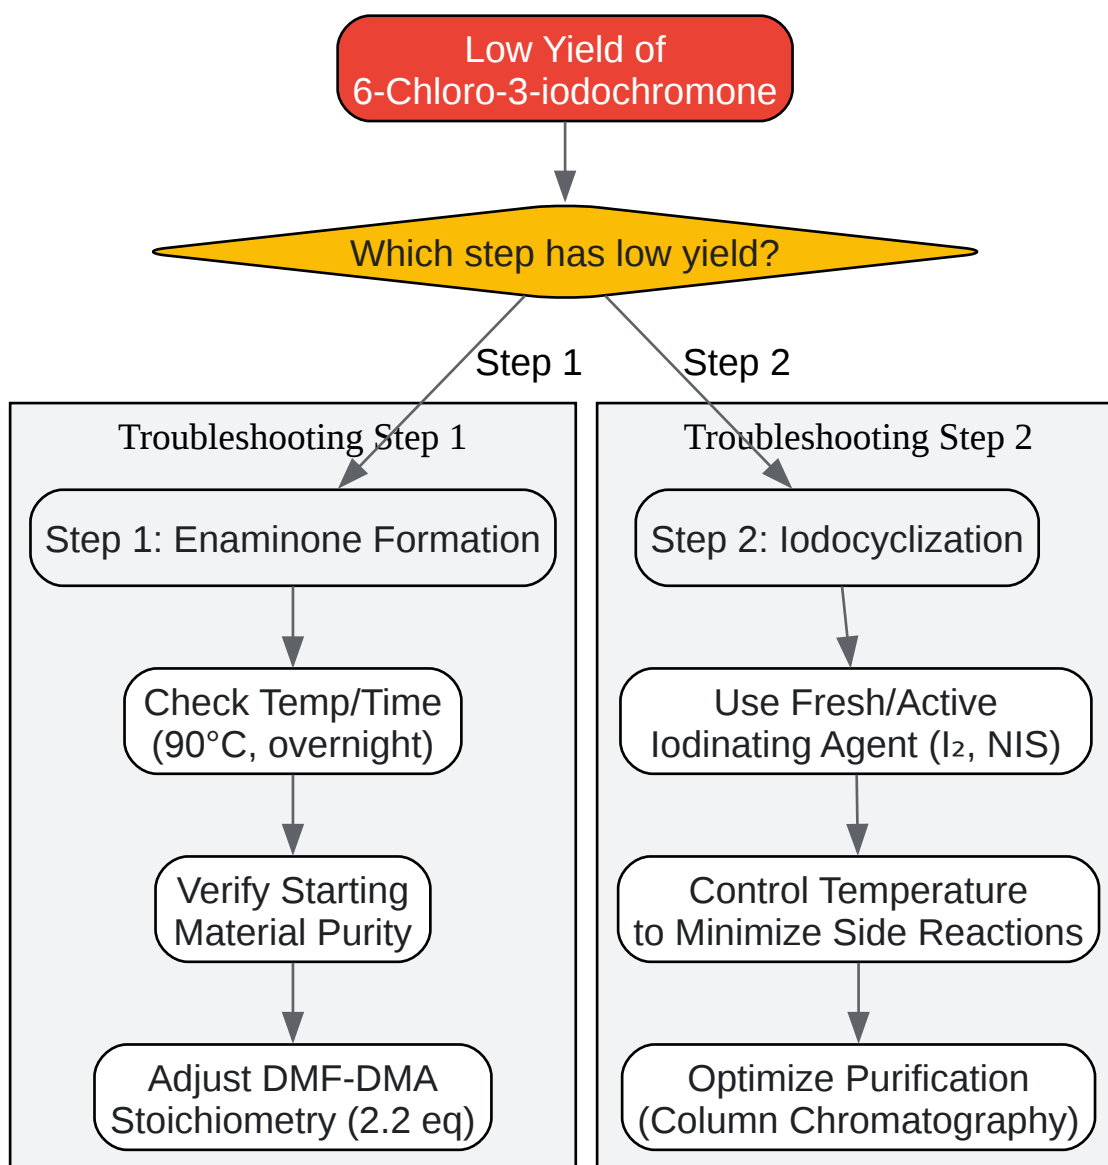 Low Yield of
6-Chloro-3-iodochromone
Which step has low yield?
Step 1
Step 2
Troubleshooting Step 1
Step 1: Enaminone Formation
Check Temp/Time
(90°C, overnight)
Verify Starting
Material Purity
Adjust DMF-DMA
Stoichiometry (2.2 eq)
Troubleshooting Step 2
Step 2: Iodocyclization
Use Fresh/Active
Iodinating Agent (I₂, NIS)
Control Temperature
to Minimize Side Reactions
Optimize Purification
(Column Chromatography)